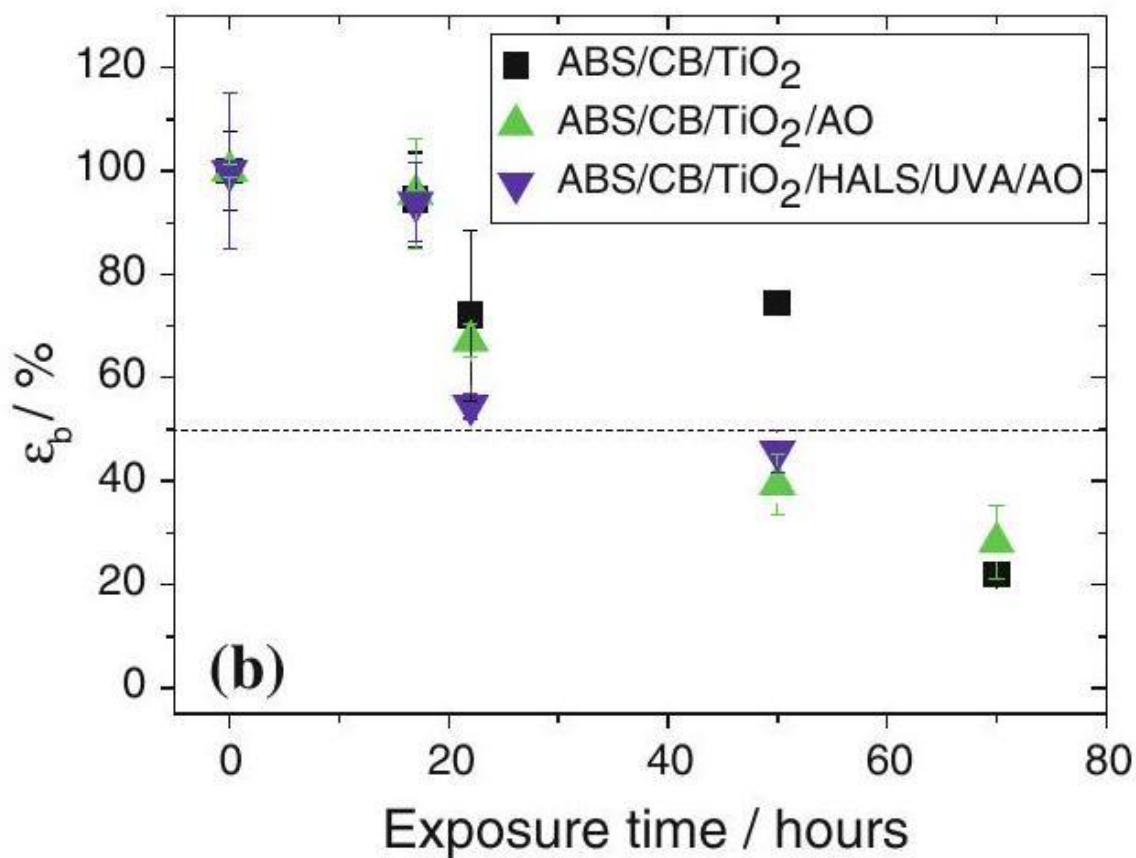 ABS/CB/TiO₂
ABS/CB/TiO₂/AO
ABS/CB/TiO₂/HALS/UVA/AO
120
100
80
60
40
20
0
εb / %
(b)
0 20 40 60 80
Exposure time / hours